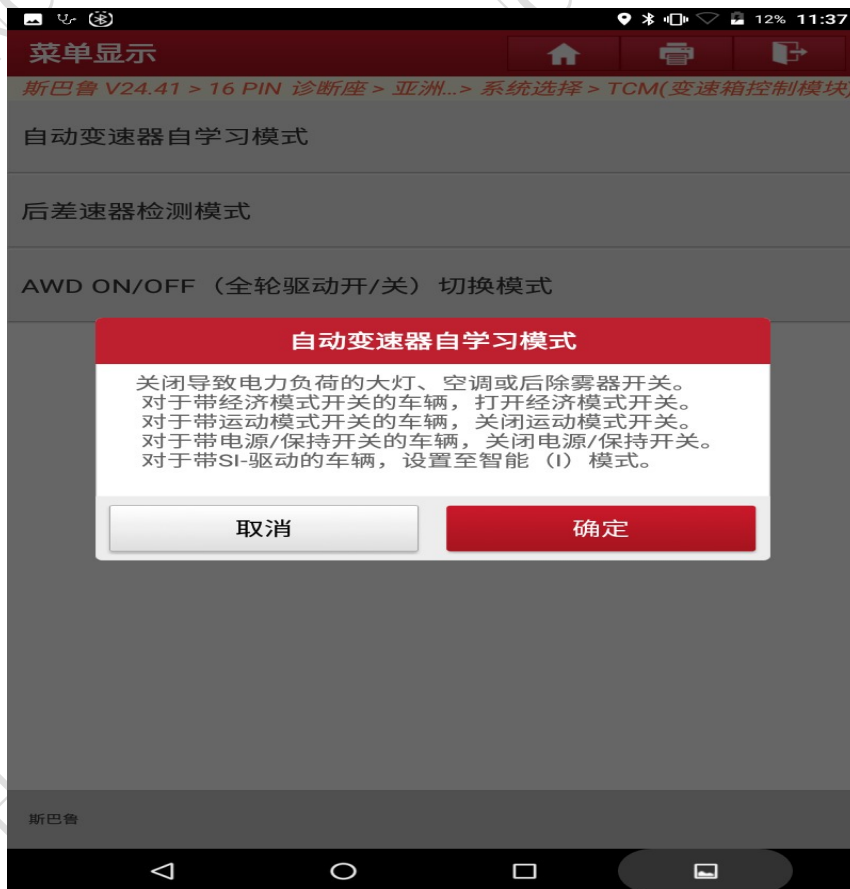 12% 11:37
菜单显示
斯巴鲁 V24.41 > 16 PIN 诊断座 > 亚洲...> 系统选择 > TCM(变速箱控制模块)
自动变速器自学习模式
后差速器检测模式
AWD ON/OFF（全轮驱动开/关）切换模式
自动变速器自学习模式
关闭导致电力负荷的大灯、空调或后除雾器开关。
对于带经济模式开关的车辆，打开经济模式开关。
对于带运动模式开关的车辆，关闭运动模式开关。
对于带电源/保持开关的车辆，关闭电源/保持开关。
对于带SI-驱动的车辆，设置至智能（I）模式。
取消 确定
斯巴鲁